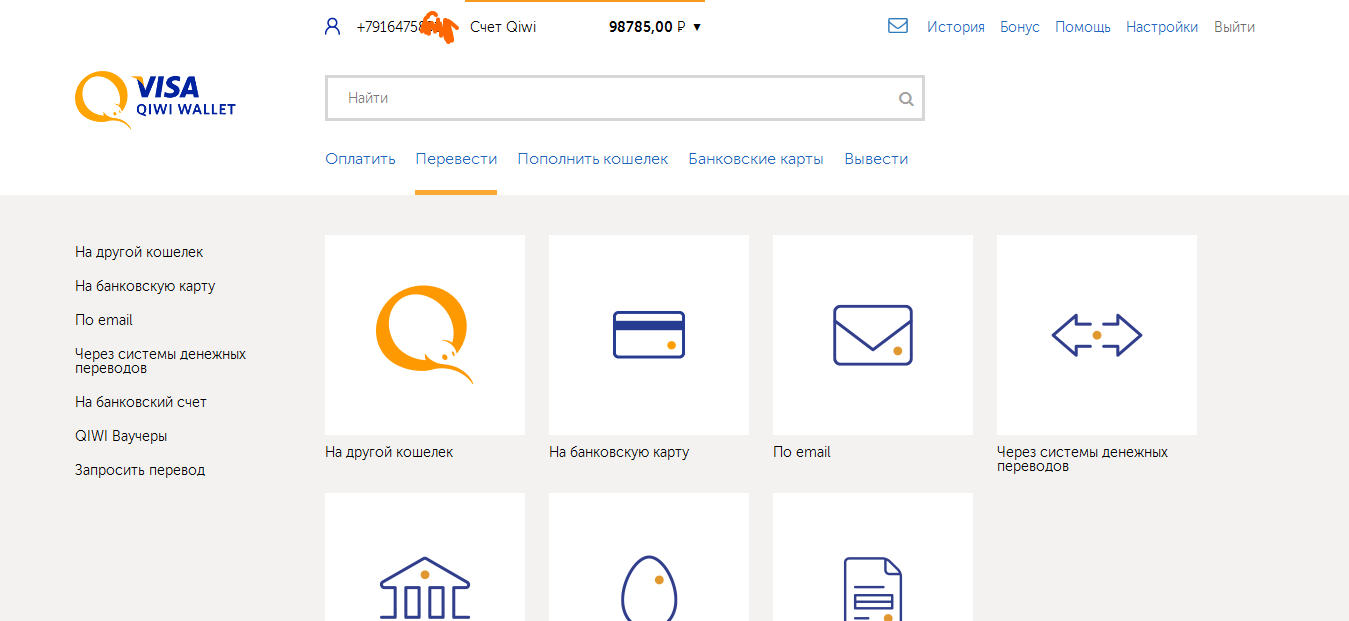 Счет Qiwi 98785,00 ₽ ▼
История Бонус Помощь Настройки Выйти
VISA
QIWI WALLET
Найти
Оплатить Перевести Пополнить кошелек Банковские карты Вывести
На другой кошелек
На банковскую карту
По email
Через системы денежных
переводов
На банковский счет
QIWI Ваучеры
Запросить перевод
На другой кошелек
На банковскую карту
По email
Через системы денежных
переводов